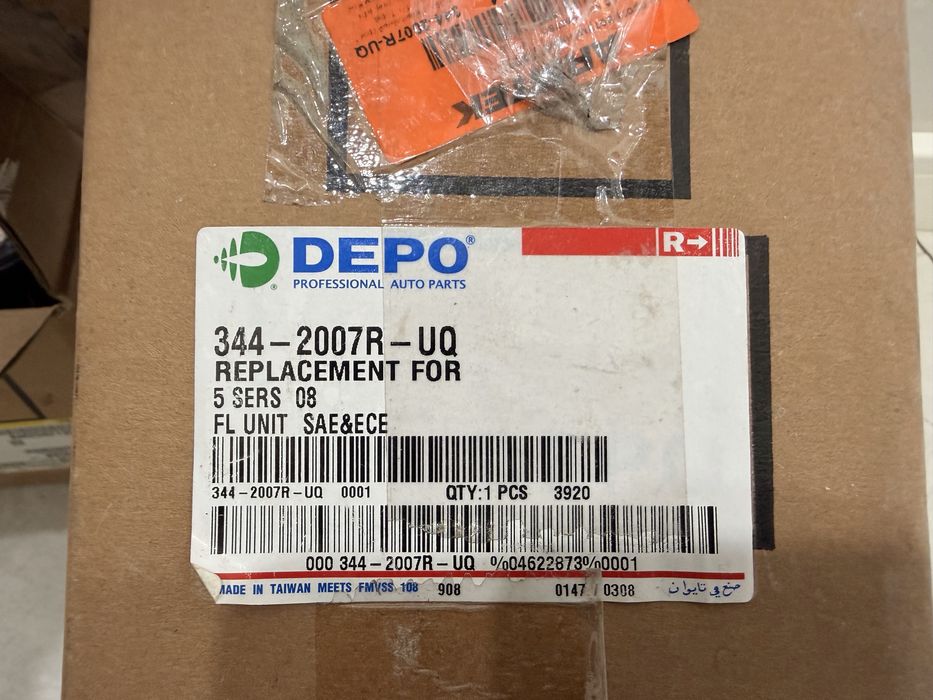 344-2007R-UQ
DEPO®
PROFESSIONAL AUTO PARTS
R→
344-2007R-UQ
REPLACEMENT FOR
5 SERS 08
FL UNIT SAE&ECE
344-2007R-UQ 0001 QTY:1 PCS 3920
000 344-2007R-UQ %04622873%0001
MADE IN TAIWAN MEETS FMVSS 108 908 0147 0308 صنع في تايوان